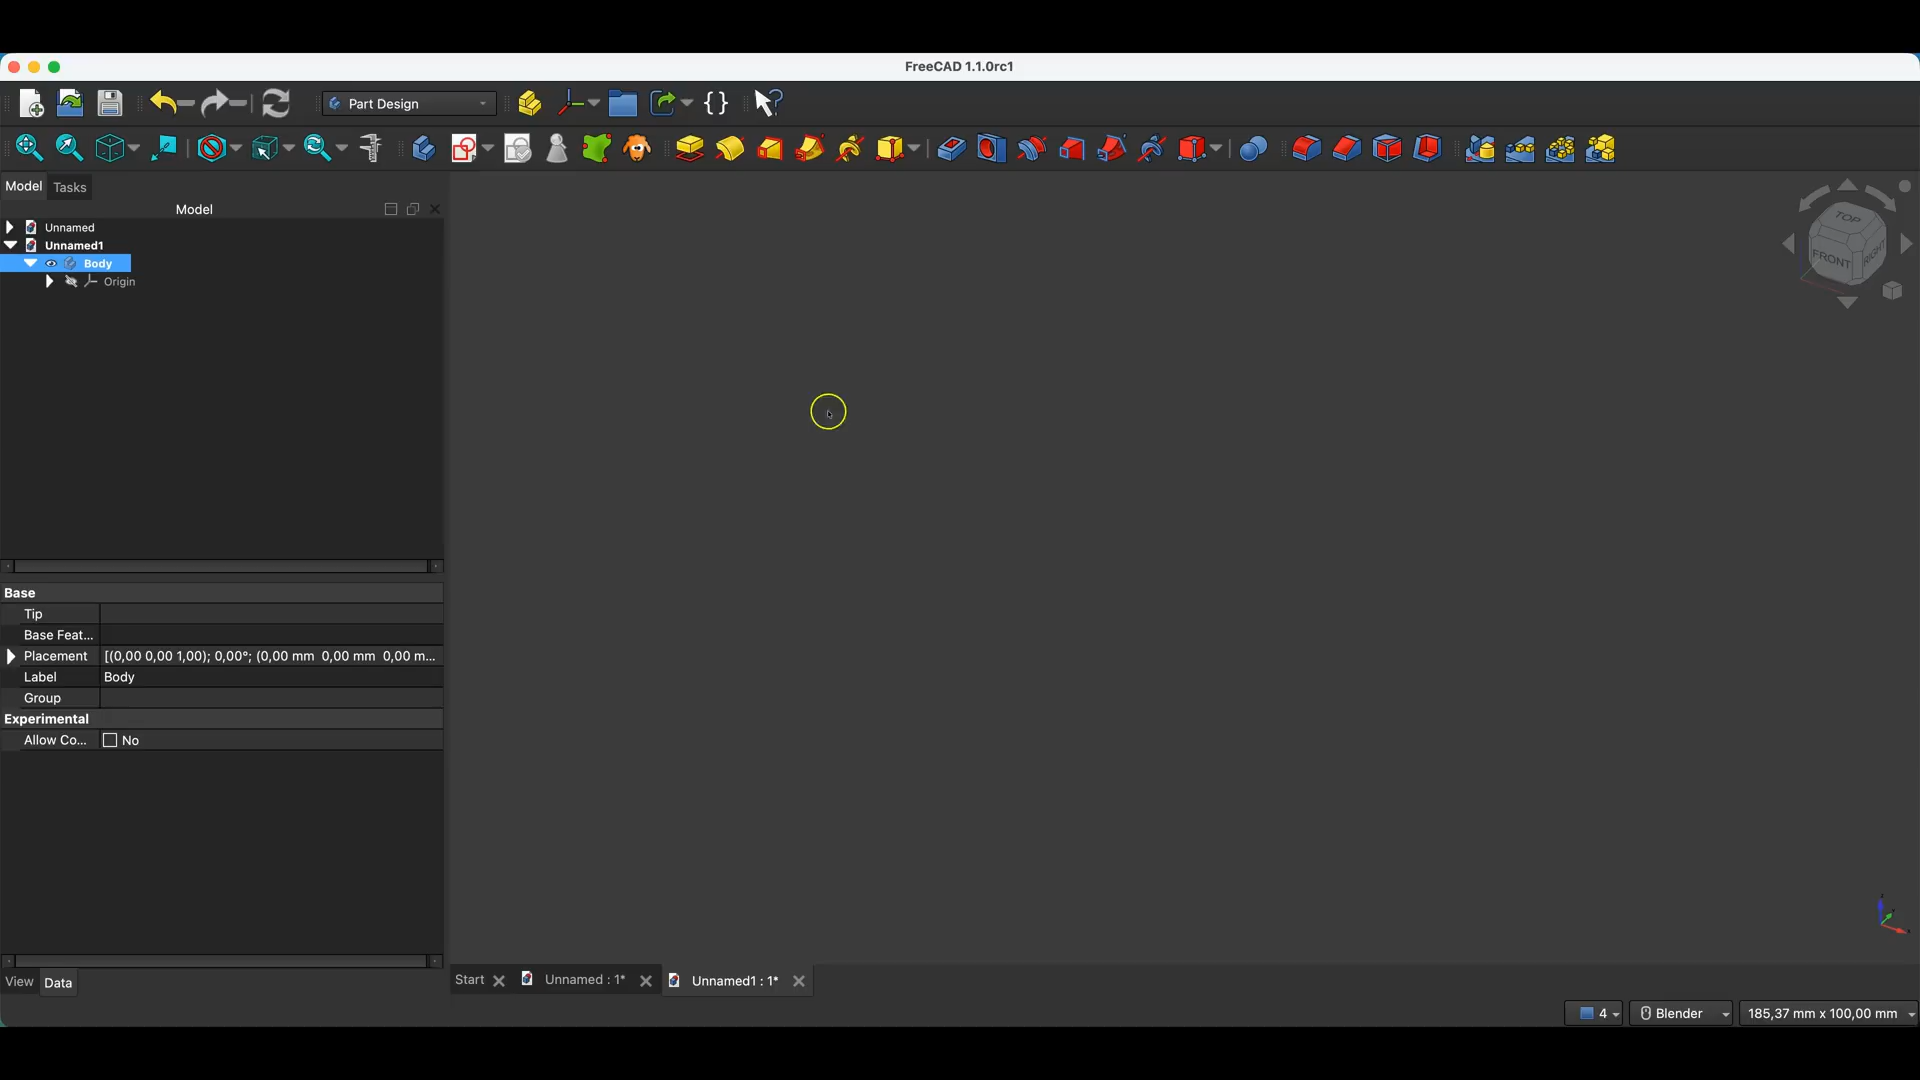 FreeCAD 1.1.0rc1
Part Design
Model
Tasks
Model
Unnamed
Unnamed1
Body
Origin
TOP
FRONT
RIGHT
Base
Tip
Base Feat...
Placement
[(0,00 0,00 1,00); 0,00°; (0,00 mm 0,00 mm 0,00 m...
Label
Body
Group
Experimental
Allow Co...
No
View
Data
Start
Unnamed : 1*
Unnamed1 : 1*
4
Blender
185,37 mm x 100,00 mm